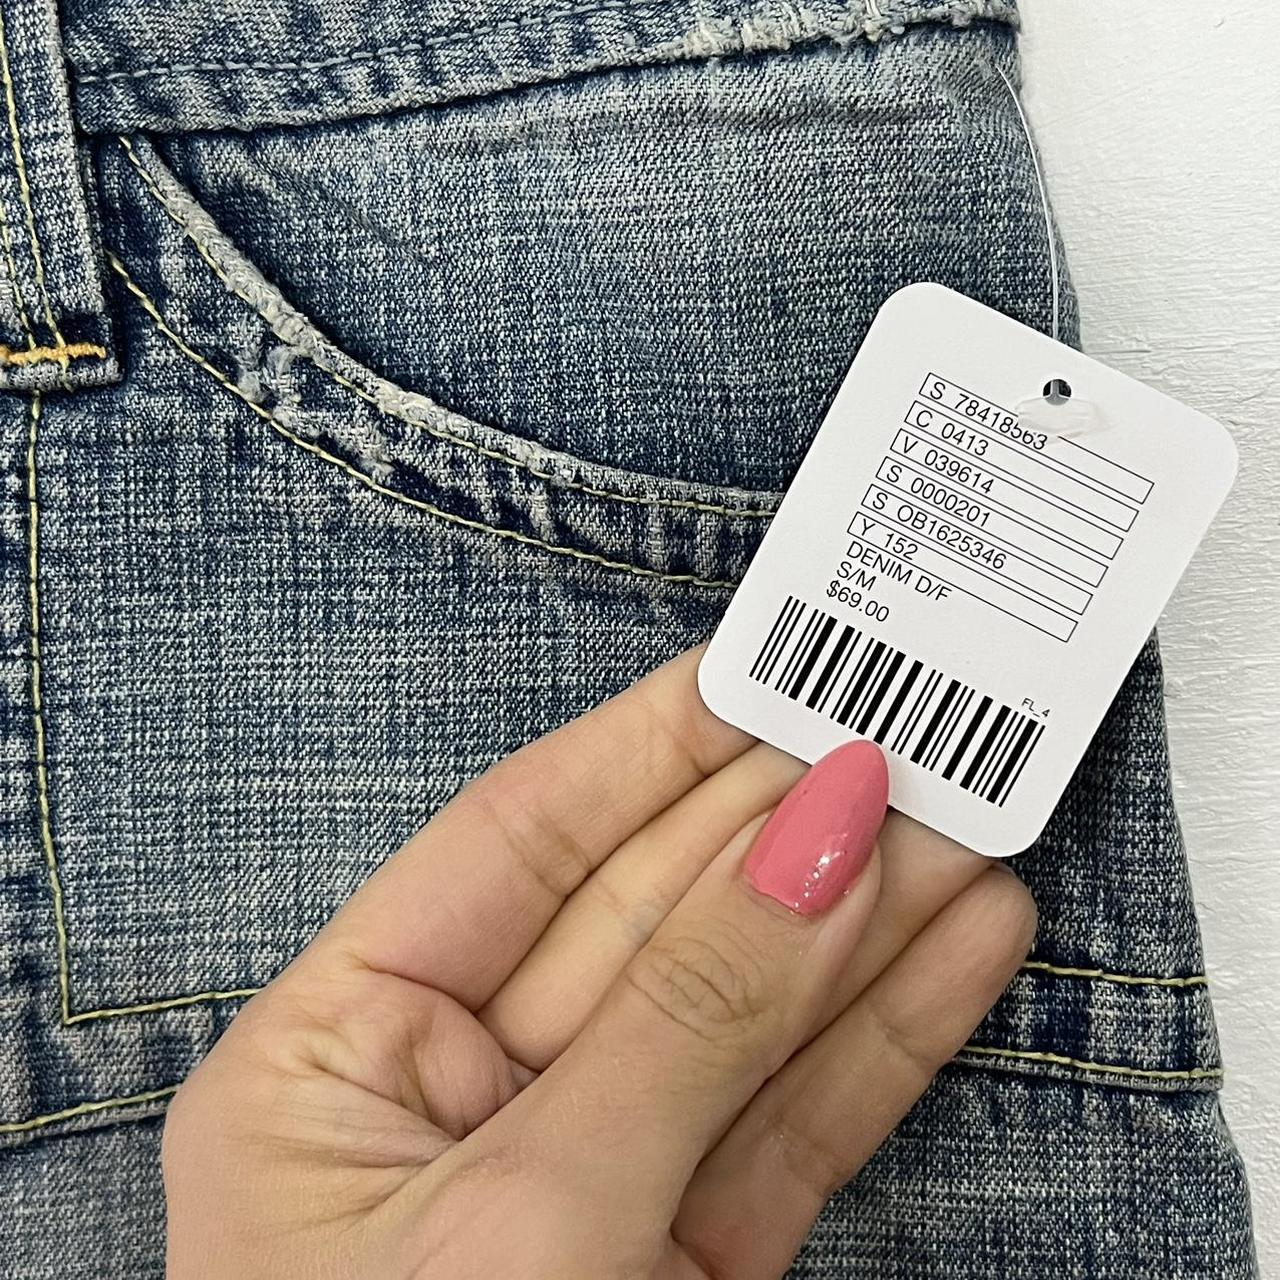 S 78418563
C 0413
V 039614
S 0000201
S OB1625346
Y 152
DENIM D/F
S/M
$69.00
FL_4